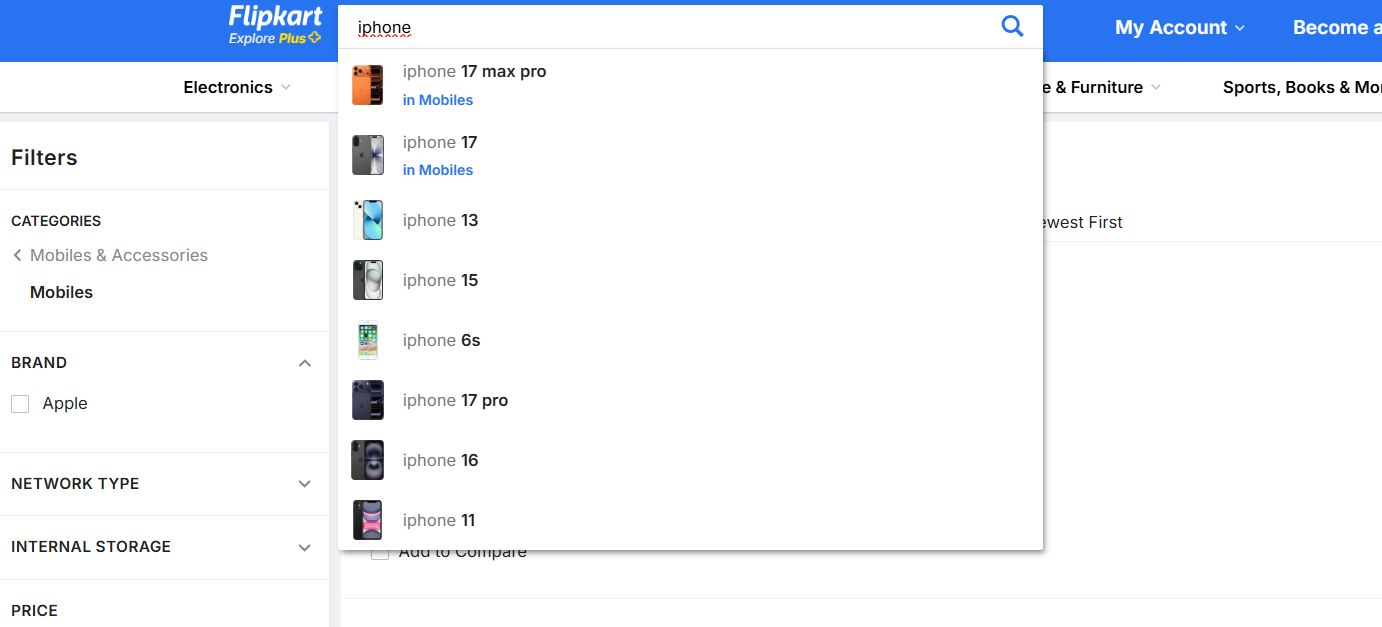 Flipkart
Explore Plus
iphone
My Account
Become a
Electronics
e & Furniture
Sports, Books & Mor
iphone 17 max pro
in Mobiles
iphone 17
in Mobiles
iphone 13
iphone 15
iphone 6s
iphone 17 pro
iphone 16
iphone 11
Filters
CATEGORIES
Mobiles & Accessories
Mobiles
BRAND
Apple
NETWORK TYPE
INTERNAL STORAGE
PRICE
ewest First
Add to Compare